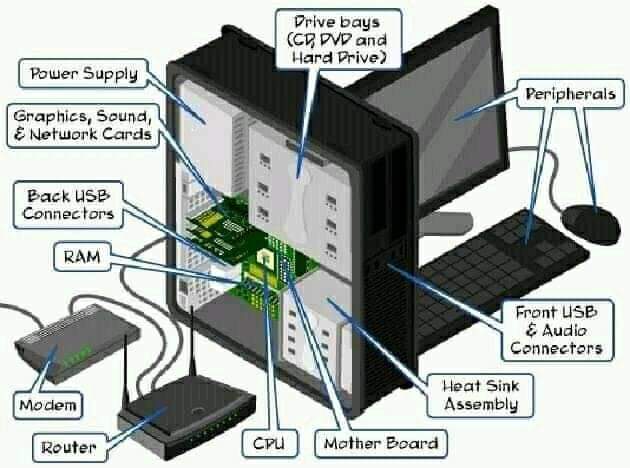 Drive bays
(CD, DVD and
Hard Drive)
Power Supply
Peripherals
Graphics, Sound,
& Network Cards
Back USB
Connectors
RAM
Front USB
& Audio
Connectors
Heat Sink
Assembly
Modem
Router
CPU
Mother Board